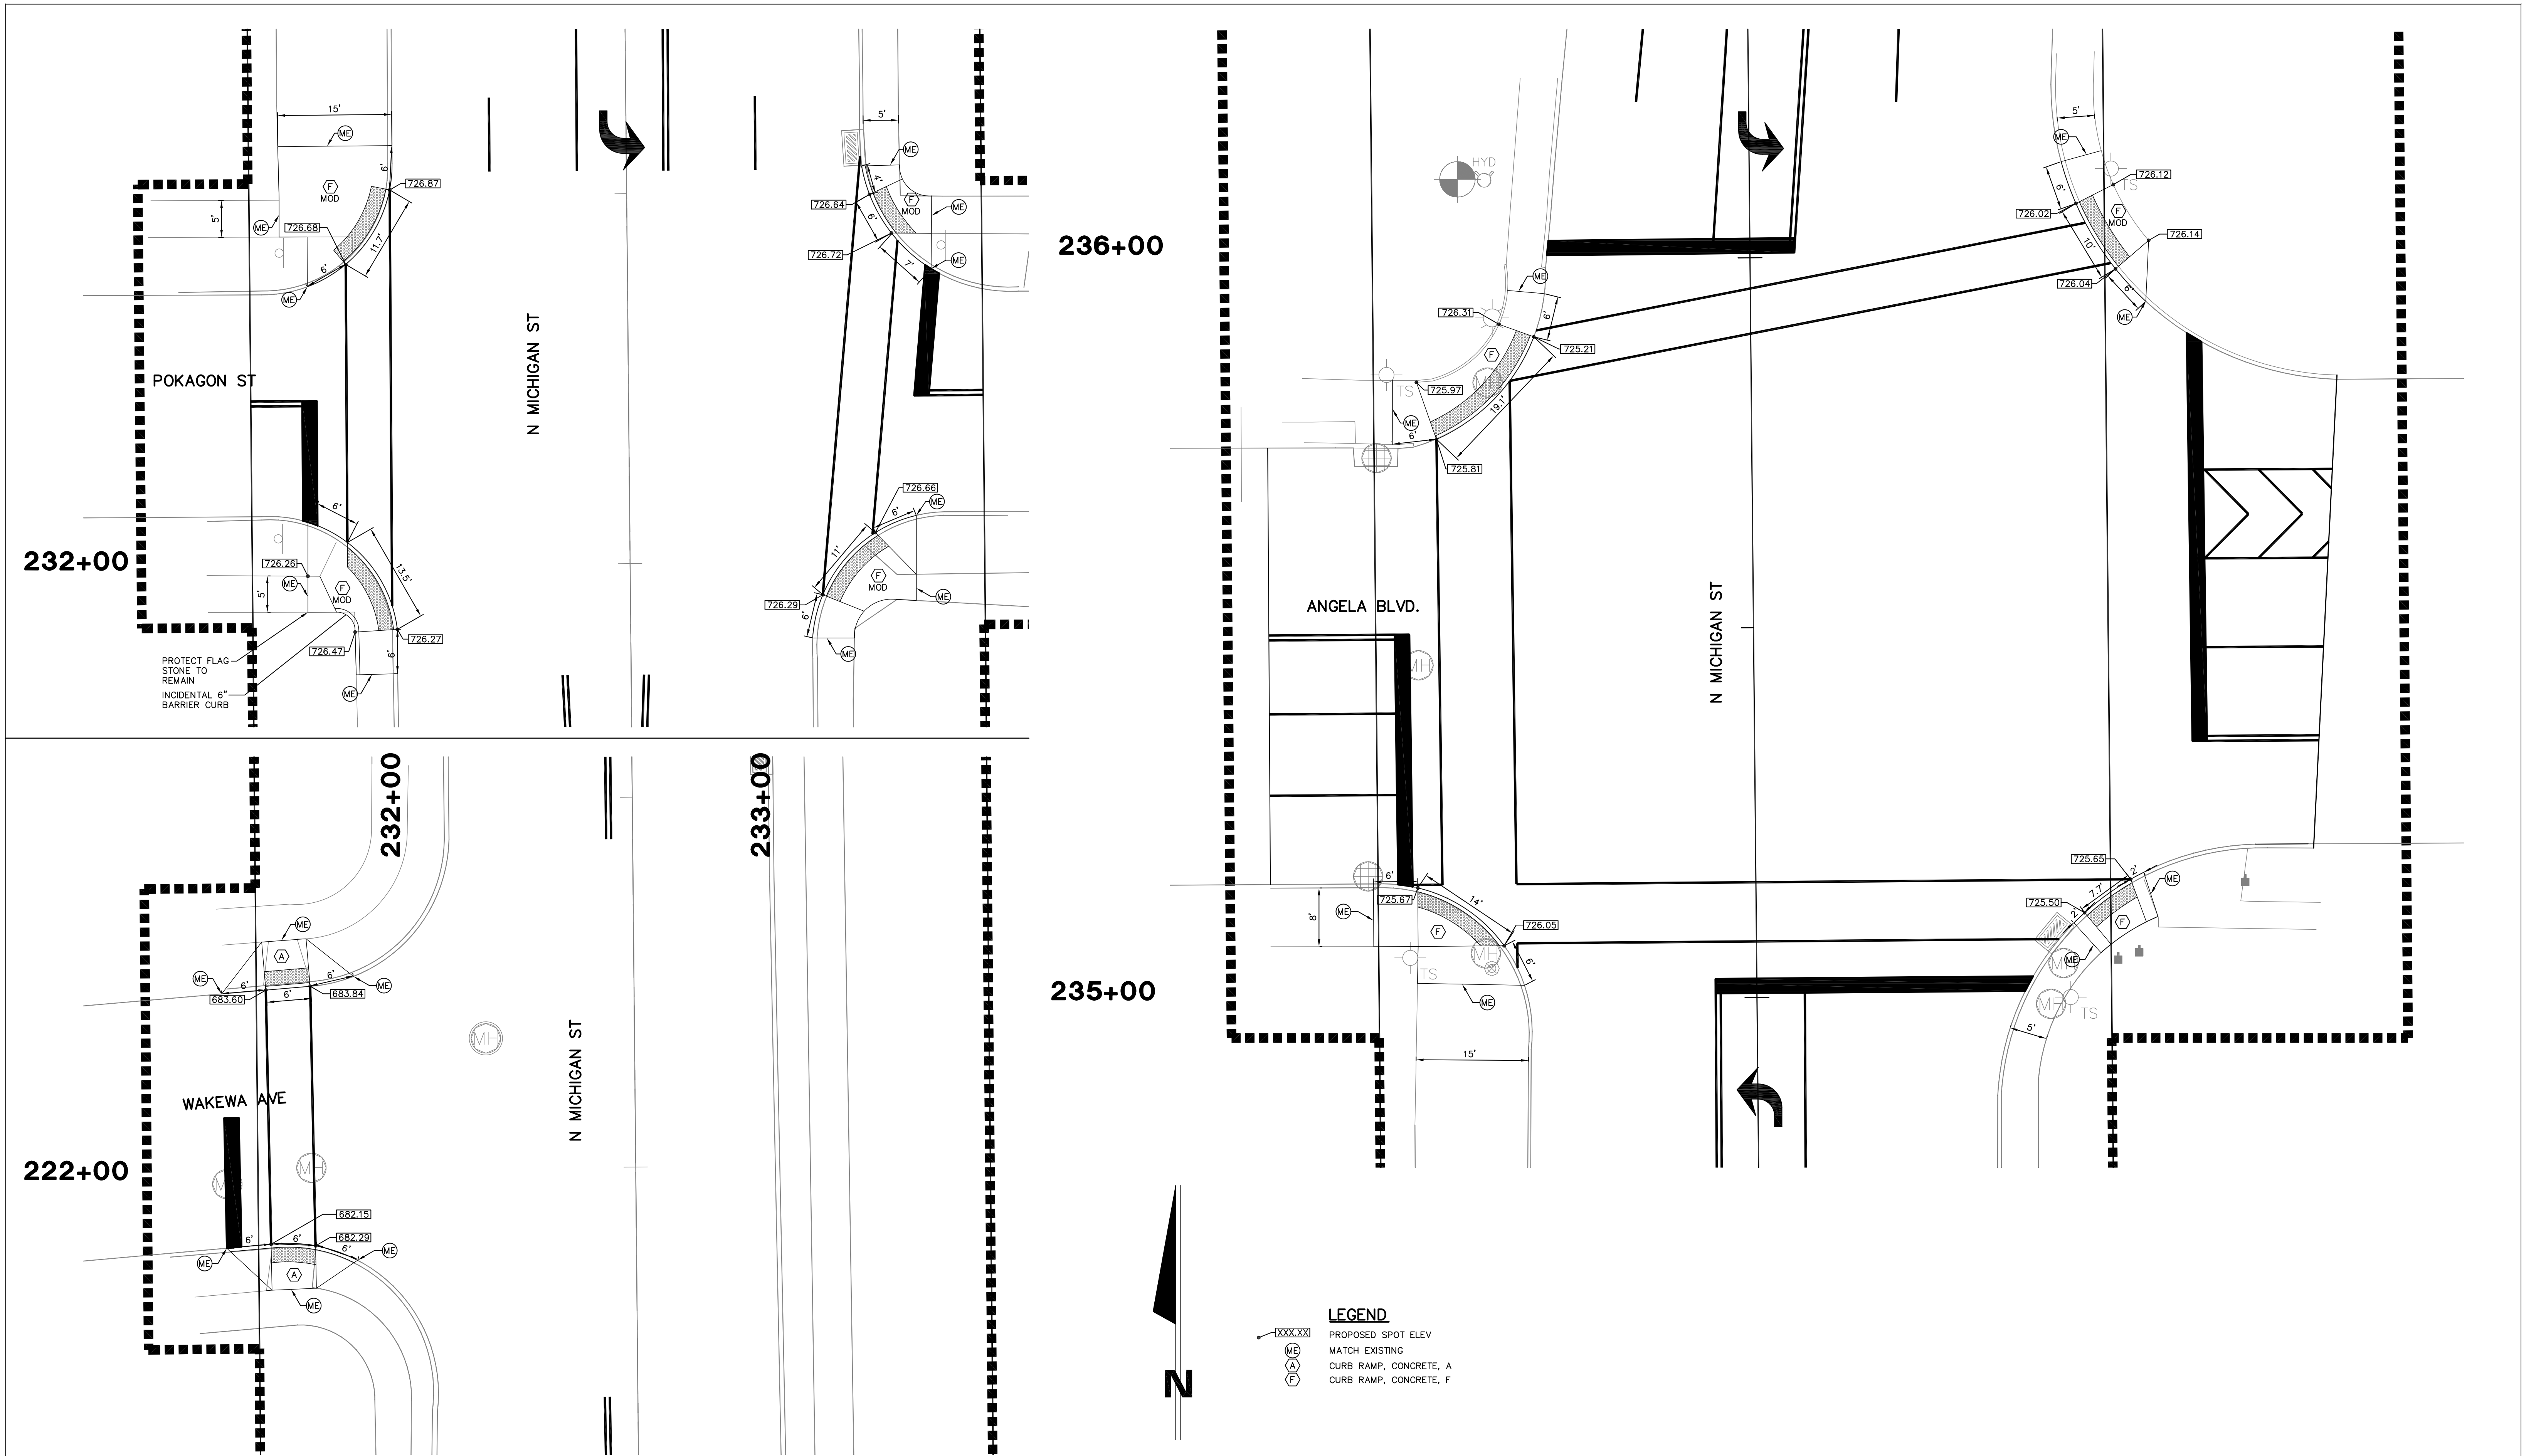 15'
ME
6'
F
MOD
726.87
5'
ME
726.68
11.7'
6'
ME
5'
ME
4'
F
MOD
ME
726.64
6'
726.72
7'
ME
POKAGON ST
N MICHIGAN ST
232+00
6'
13.5'
726.26
ME
5'
F
MOD
726.27
726.47
6'
ME
PROTECT FLAG
STONE TO
REMAIN
INCIDENTAL 6"
BARRIER CURB
726.66
ME
6'
11'
F
MOD
ME
726.29
6'
ME
232+00
233+00
ME
A
ME
6'
6'
ME
683.60
6'
683.84
MH
N MICHIGAN ST
WAKEWA AVE
222+00
MH
MH
682.15
6'
6'
682.29
6'
ME
ME
A
ME
236+00
HYD
5'
ME
726.12
TS
6'
726.02
F
MOD
726.14
10'
726.04
6'
ME
ME
726.31
6'
F
725.21
MH
TS
725.97
19.1'
ME
6'
725.81
ANGELA BLVD.
N MICHIGAN ST
MH
6'
725.67
14'
8'
ME
F
726.05
MH
TS
6'
ME
15'
235+00
725.65
2'
ME
7.7'
725.50
2'
F
ME
MH
MH
TS
5'
N
LEGEND
XXX.XX PROPOSED SPOT ELEV
ME MATCH EXISTING
A CURB RAMP, CONCRETE, A
F CURB RAMP, CONCRETE, F